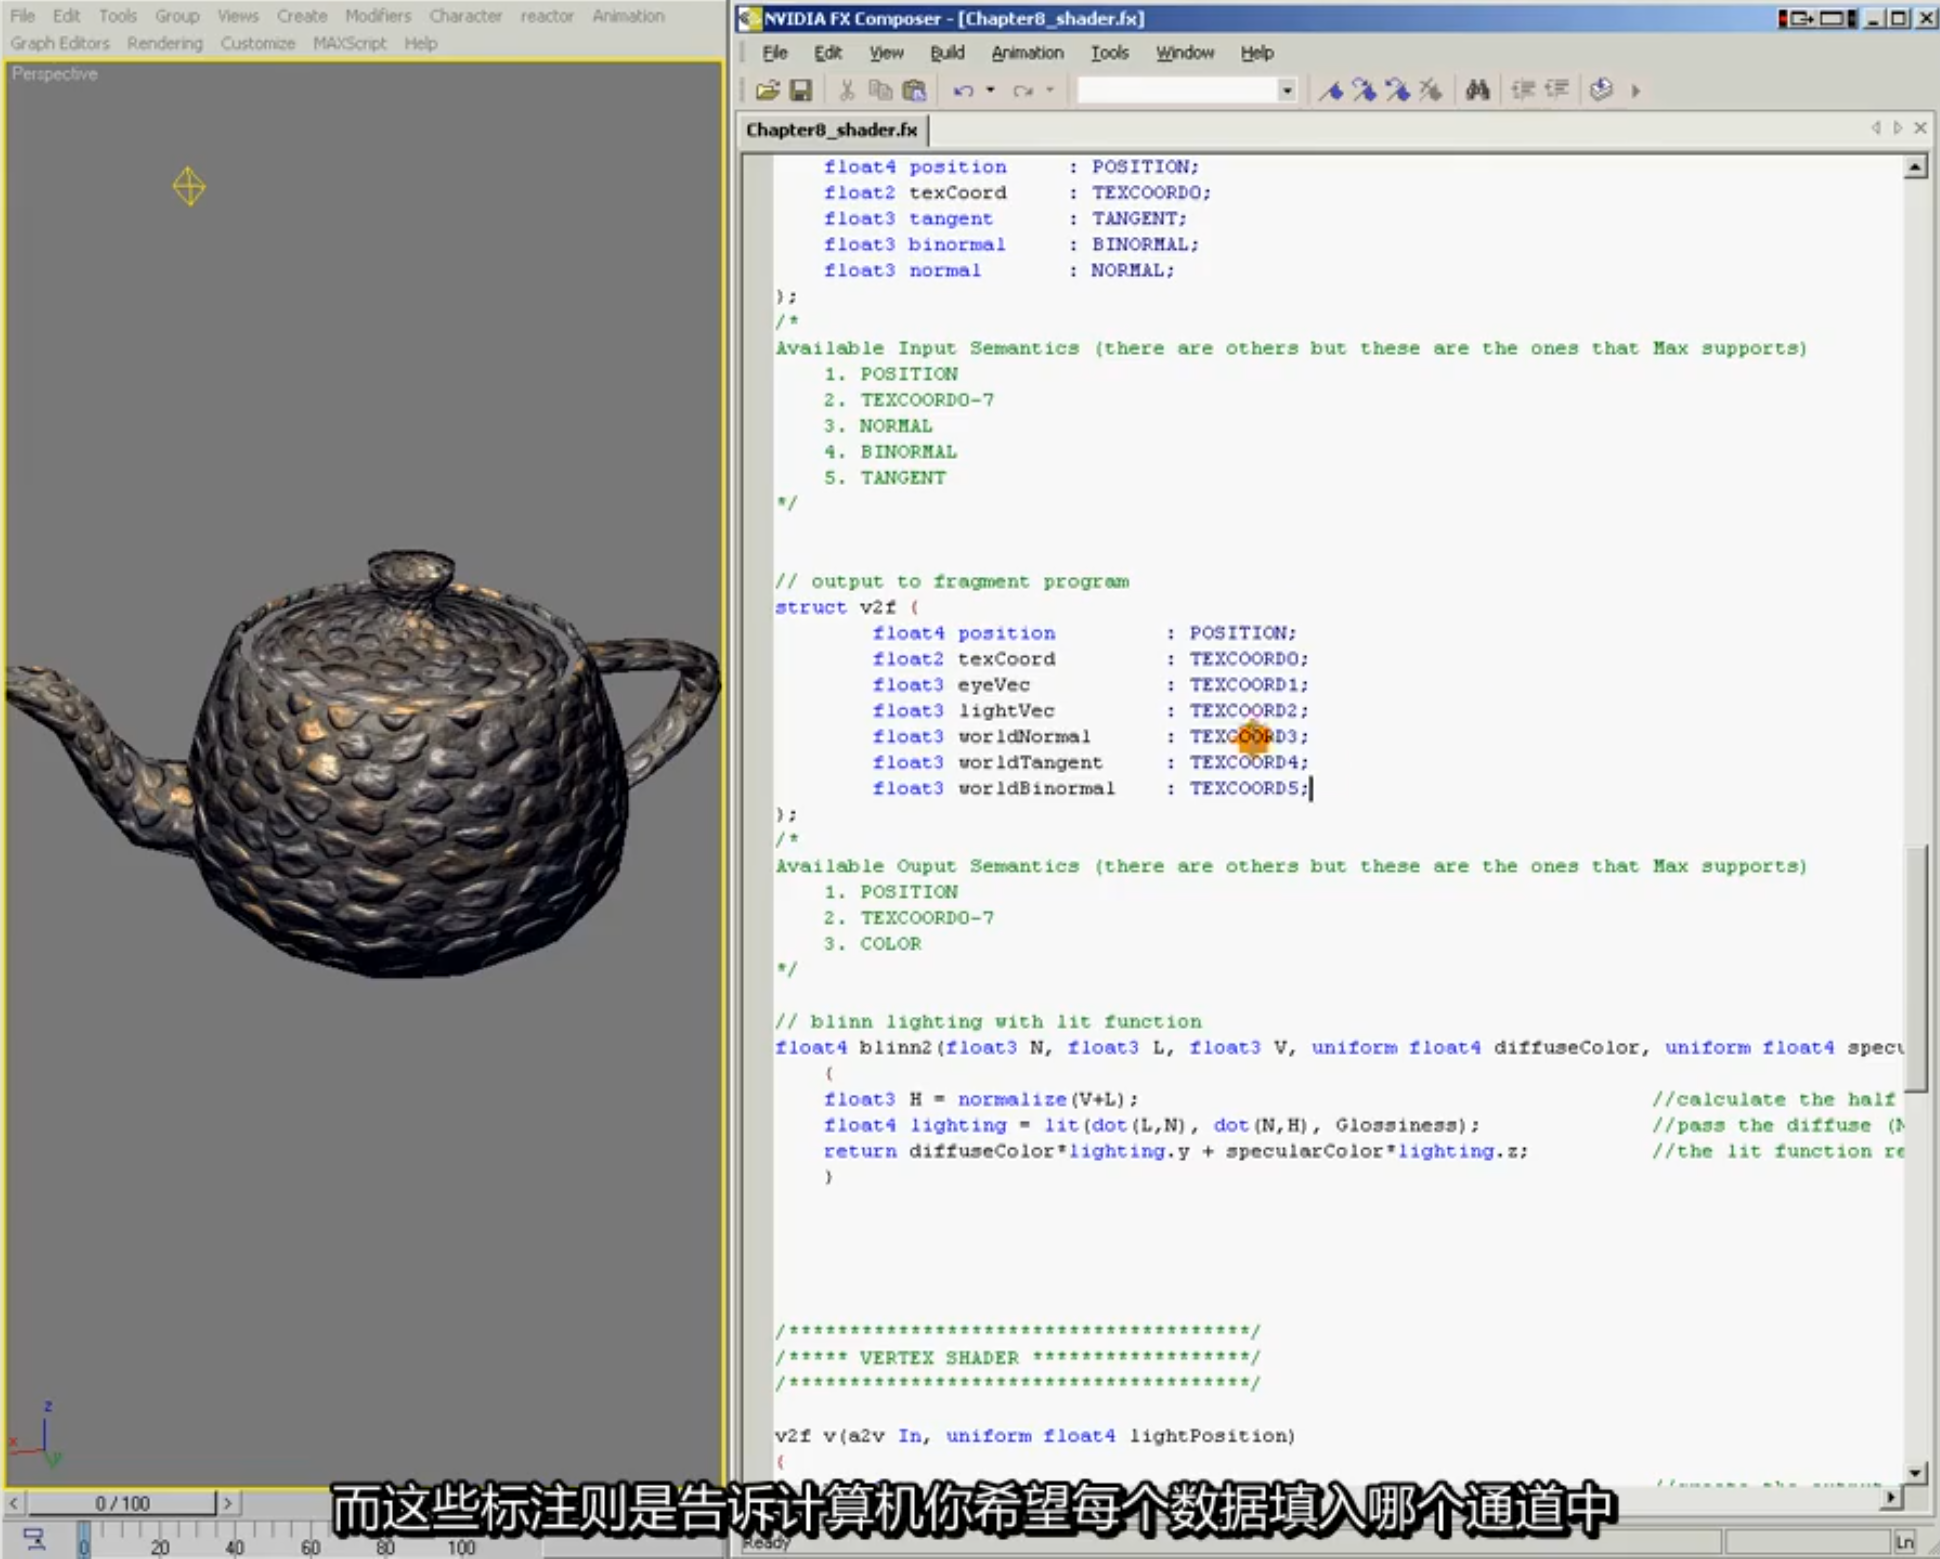 File Edit Tools Group Views Create Modifiers Character reactor Animation
Graph Editors Rendering Customize MAXScript Help
Perspective
NVIDIA FX Composer - [Chapter8_shader.fx]
File Edit View Build Animation Tools Window Help
Chapter8_shader.fx
float4 position : POSITION;
float2 texCoord : TEXCOORD0;
float3 tangent : TANGENT;
float3 binormal : BINORMAL;
float3 normal : NORMAL;
};
/*
Available Input Semantics (there are others but these are the ones that Max supports)
1. POSITION
2. TEXCOORD0-7
3. NORMAL
4. BINORMAL
5. TANGENT
*/
// output to fragment program
struct v2f {
float4 position : POSITION;
float2 texCoord : TEXCOORD0;
float3 eyeVec : TEXCOORD1;
float3 lightVec : TEXCOORD2;
float3 worldNormal : TEXCOORD3;
float3 worldTangent : TEXCOORD4;
float3 worldBinormal : TEXCOORD5;
};
/*
Available Ouput Semantics (there are others but these are the ones that Max supports)
1. POSITION
2. TEXCOORD0-7
3. COLOR
*/
// blinn lighting with lit function
float4 blinn2(float3 N, float3 L, float3 V, uniform float4 diffuseColor, uniform float4 specu
{
float3 H = normalize(V+L); //calculate the half
float4 lighting = lit(dot(L,N), dot(N,H), Glossiness); //pass the diffuse (N
return diffuseColor*lighting.y + specularColor*lighting.z; //the lit function re
}
/**************************************/
/***** VERTEX SHADER ******************/
/**************************************/
v2f v(a2v In, uniform float4 lightPosition)
{
z
x
y
0 / 100
而这些标注则是告诉计算机你希望每个数据填入哪个通道中
0 20 40 60 80 100
Ready
Ln